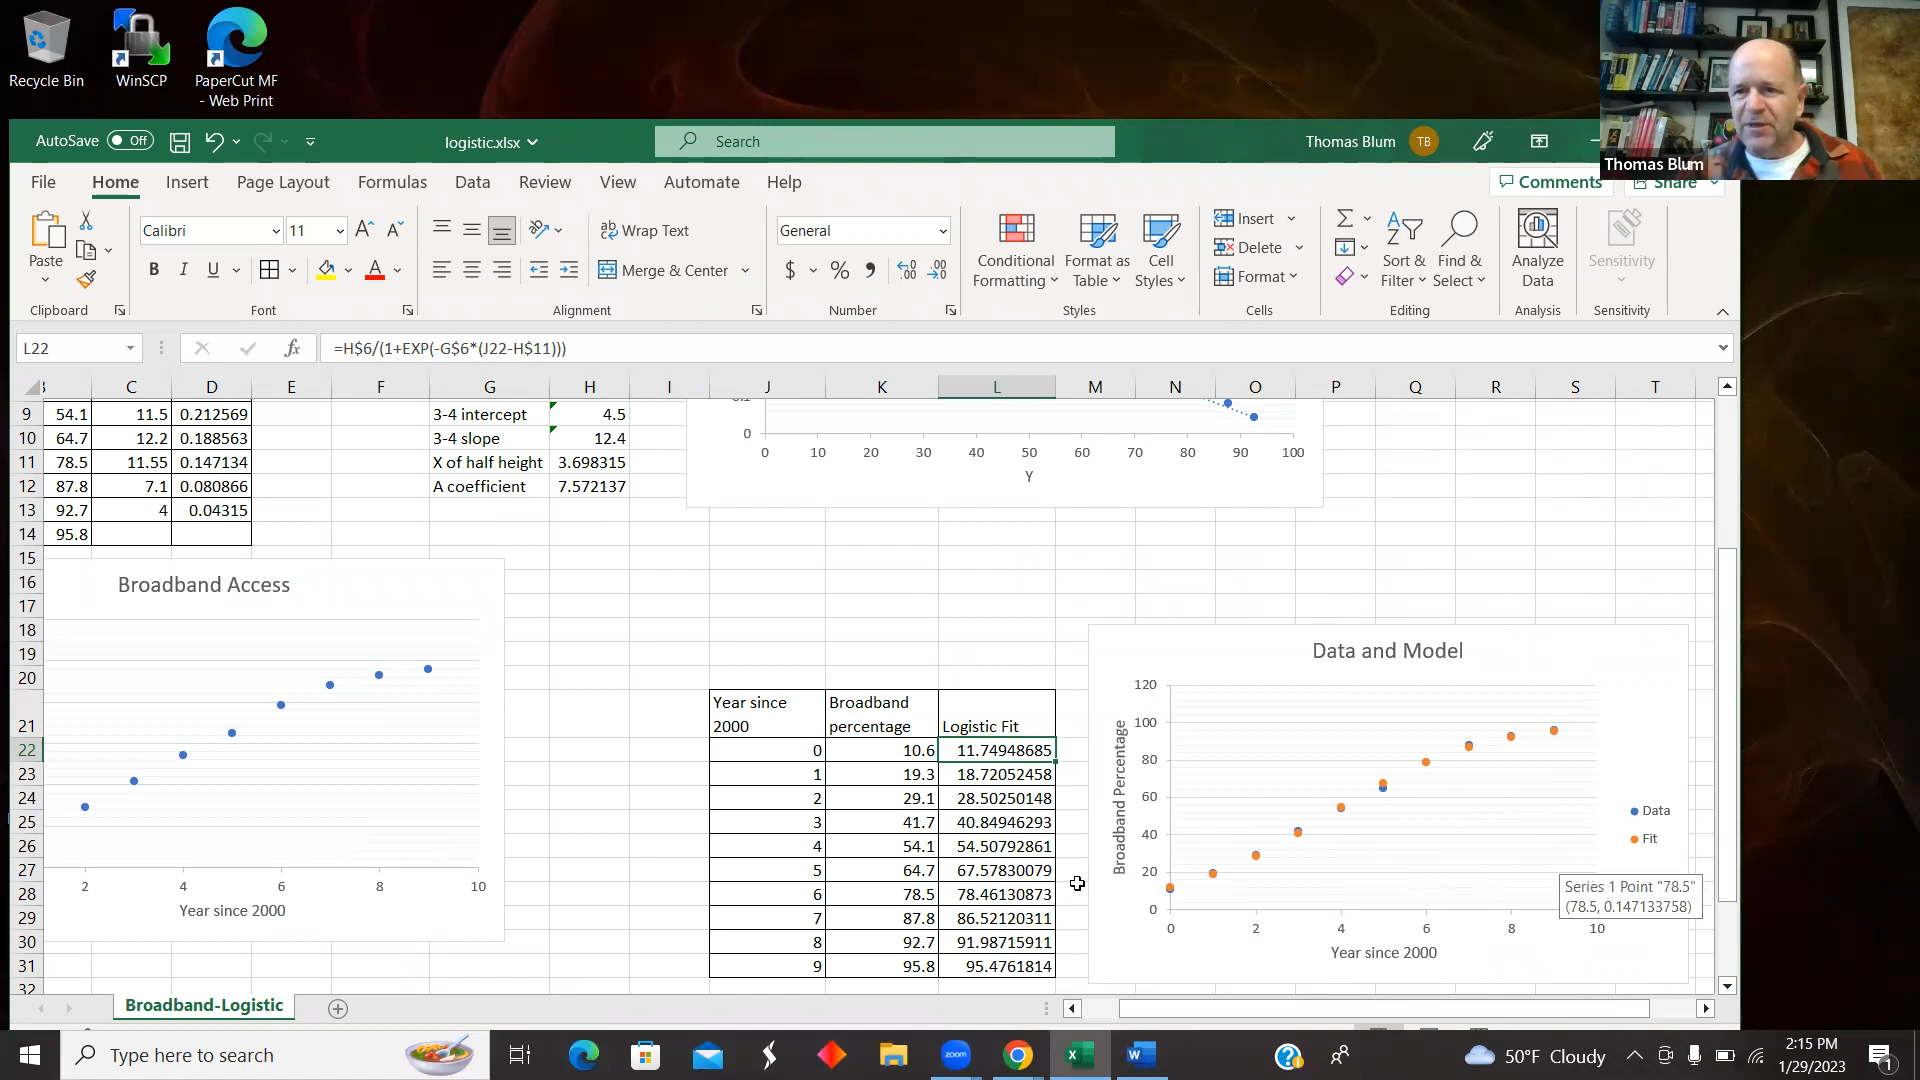 Recycle Bin
WinSCP
PaperCut MF
- Web Print
Thomas Blum
AutoSave Off
logistic.xlsx
Search
Thomas Blum TB
File Home Insert Page Layout Formulas Data Review View Automate Help
Comments Share
Paste
Calibri 11
Wrap Text
Merge & Center
General
Conditional
Formatting
Format as
Table
Cell
Styles
Insert
Delete
Format
Sort &
Filter
Find &
Select
Analyze
Data
Sensitivity
Clipboard Font Alignment Number Styles Cells Editing Analysis Sensitivity
L22 fx =H$6/(1+EXP(-G$6*(J22-H$11)))
C D E F G H I J K L M N O P Q R S T
9 54.1 11.5 0.212569 3-4 intercept 4.5
10 64.7 12.2 0.188563 3-4 slope 12.4
11 78.5 11.55 0.147134 X of half height 3.698315
12 87.8 7.1 0.080866 A coefficient 7.572137
13 92.7 4 0.04315
14 95.8
15
16
17
18
19
20
21
22
23
24
25
26
27
28
29
30
31
32
0
0 10 20 30 40 50 60 70 80 90 100
Y
Broadband Access
2 4 6 8 10
Year since 2000
Year since
2000
Broadband
percentage
Logistic Fit
0 10.6 11.74948685
1 19.3 18.72052458
2 29.1 28.50250148
3 41.7 40.84946293
4 54.1 54.50792861
5 64.7 67.57830079
6 78.5 78.46130873
7 87.8 86.52120311
8 92.7 91.98715911
9 95.8 95.4761814
Data and Model
120
100
80
60
40
20
0
0 2 4 6 8 10
Broadband Percentage
Year since 2000
Data
Fit
Series 1 Point "78.5"
(78.5, 0.147133758)
Broadband-Logistic
Type here to search
zoom
50°F Cloudy
2:15 PM
1/29/2023
1